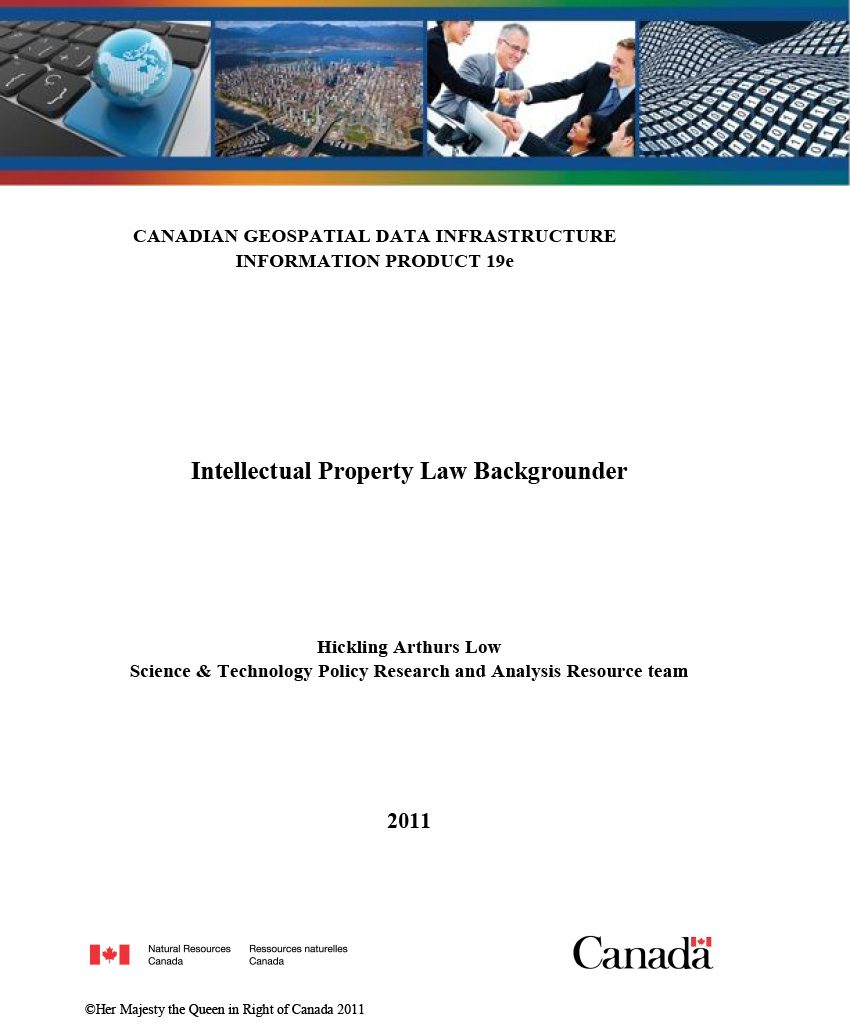 CANADIAN GEOSPATIAL DATA INFRASTRUCTURE
INFORMATION PRODUCT 19e
Intellectual Property Law Backgrounder
Hickling Arthurs Low
Science & Technology Policy Research and Analysis Resource team
2011
Natural Resources
Canada
Ressources naturelles
Canada
Canada
©Her Majesty the Queen in Right of Canada 2011